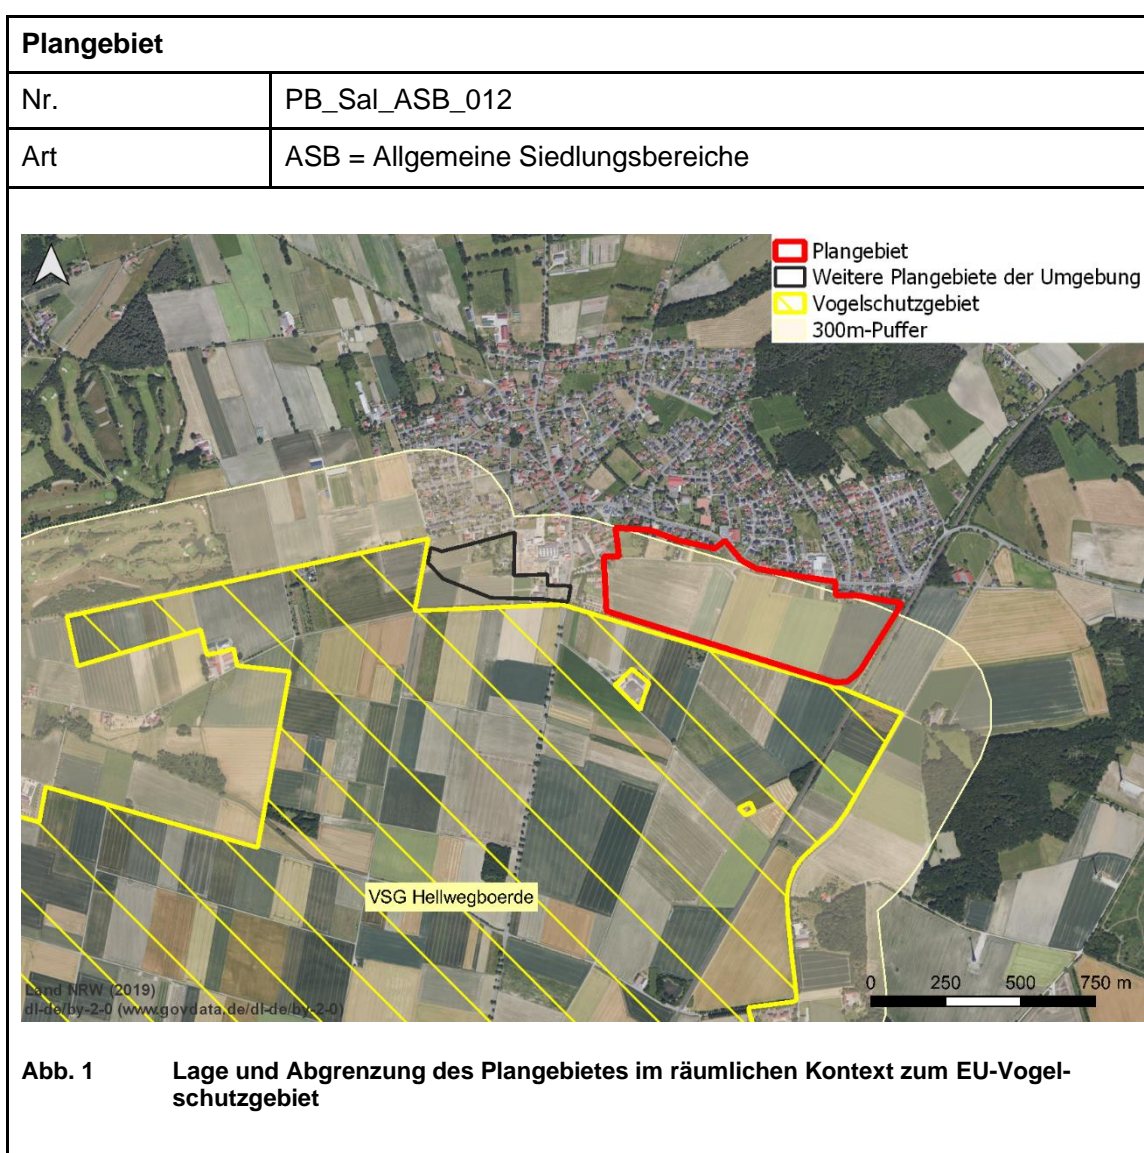 Plangebiet
Nr.
PB_Sal_ASB_012
Art
ASB = Allgemeine Siedlungsbereiche
Plangebiet
Weitere Plangebiete der Umgebung
Vogelschutzgebiet
300m-Puffer
VSG Hellwegboerde
Land NRW (2019)
dl-de/by-2-0 (www.govdata.de/dl-de/by-2-0)
0 250 500 750 m
Abb. 1 Lage und Abgrenzung des Plangebietes im räumlichen Kontext zum EU-Vogel-
schutzgebiet